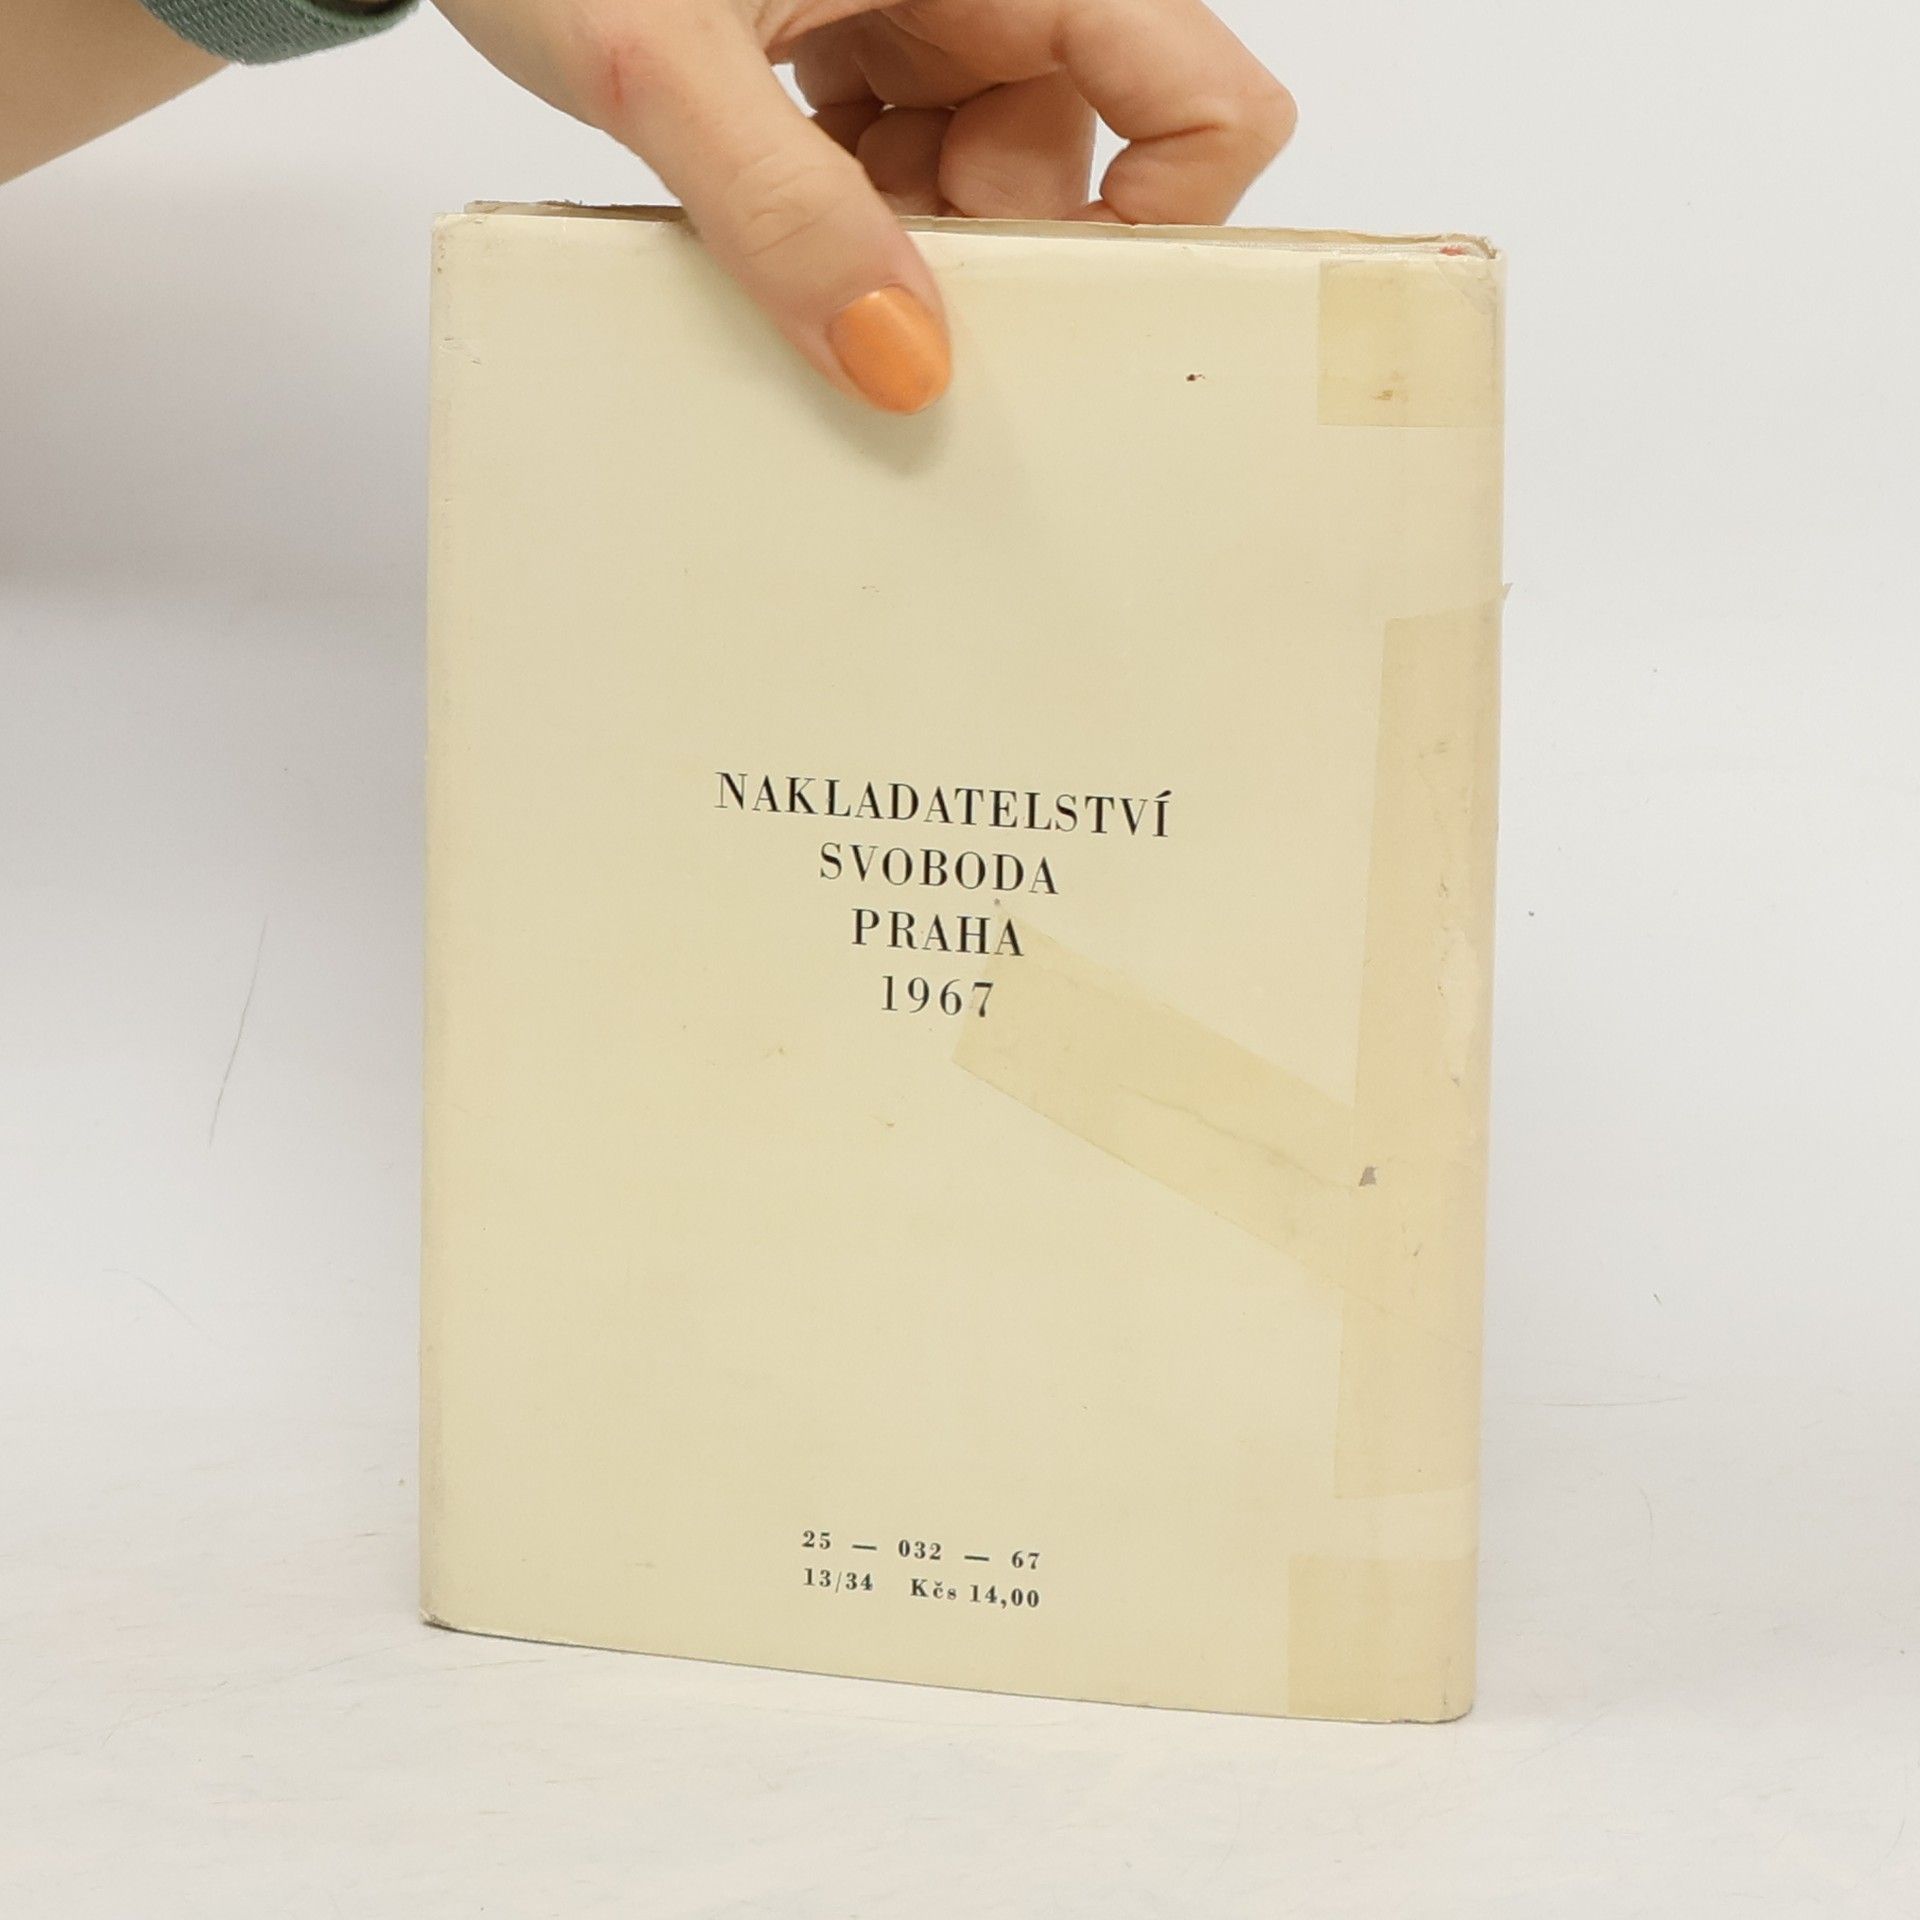 NAKLADATELSTVÍ
SVOBODA
PRAHA
1967
25 — 032 — 67
13/34 Kčs 14,00